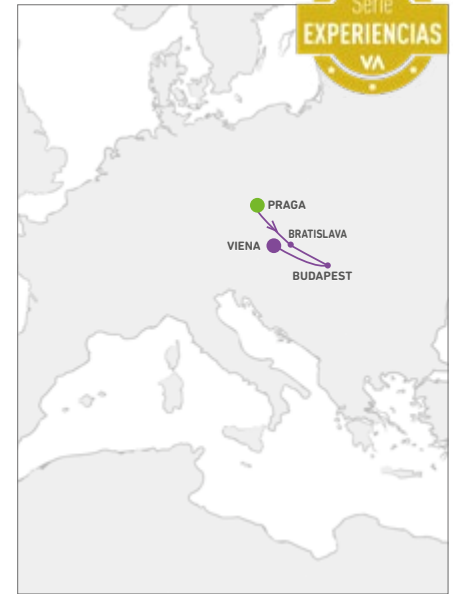 Serie
EXPERIENCIAS
VA
PRAGA
BRATISLAVA
VIENA
BUDAPEST